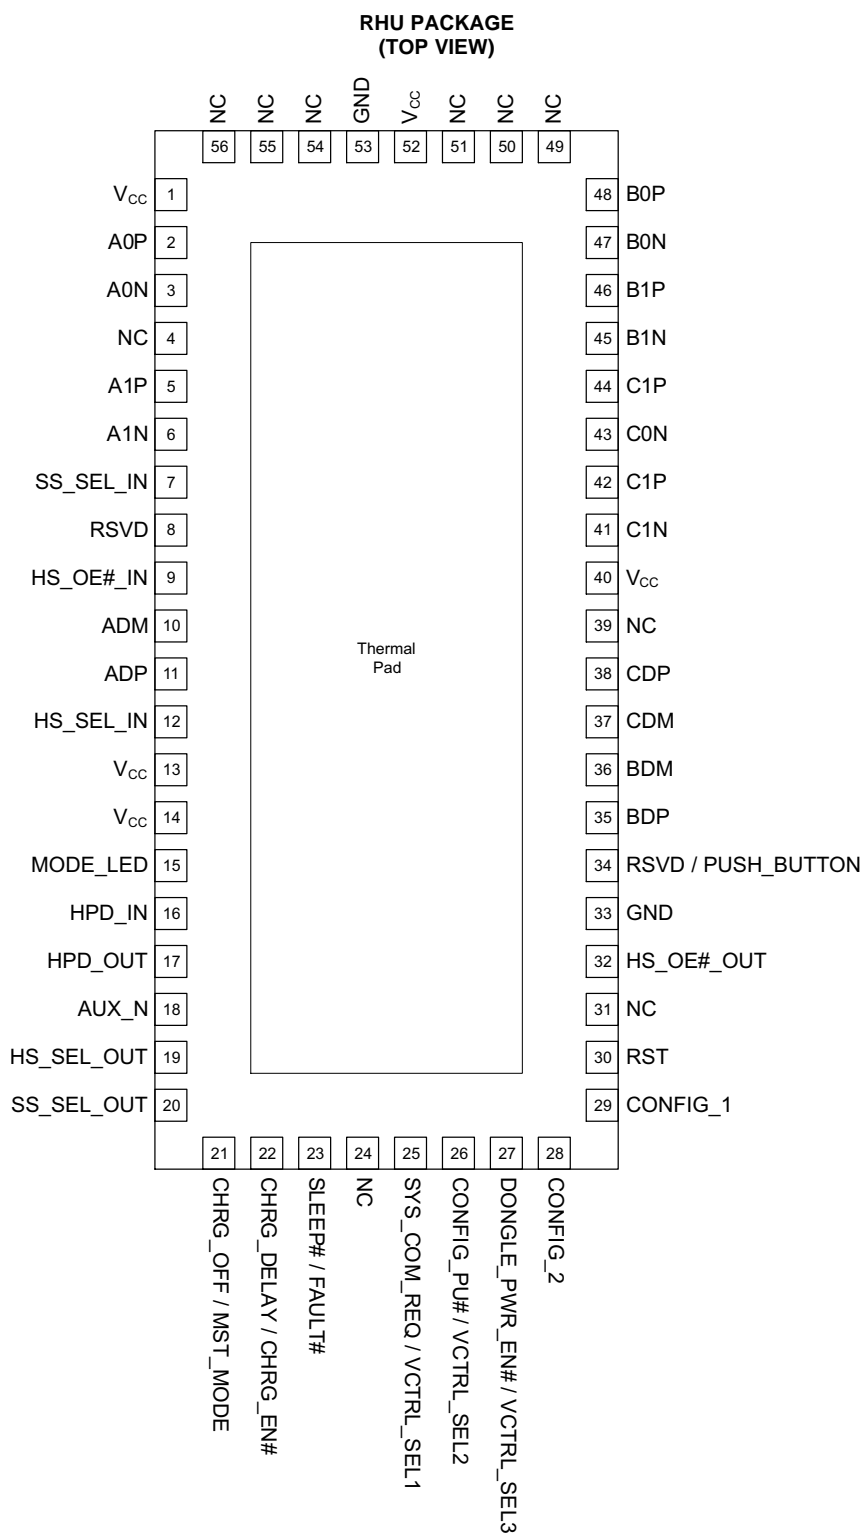 RHU PACKAGE
(TOP VIEW)
NC
NC
NC
GND
VCC
NC
NC
NC
56
55
54
53
52
51
50
49
VCC 1
A0P 2
A0N 3
NC 4
A1P 5
A1N 6
SS_SEL_IN 7
RSVD 8
HS_OE#_IN 9
ADM 10
ADP 11
HS_SEL_IN 12
VCC 13
VCC 14
MODE_LED 15
HPD_IN 16
HPD_OUT 17
AUX_N 18
HS_SEL_OUT 19
SS_SEL_OUT 20
Thermal
Pad
48 B0P
47 B0N
46 B1P
45 B1N
44 C1P
43 C0N
42 C1P
41 C1N
40 VCC
39 NC
38 CDP
37 CDM
36 BDM
35 BDP
34 RSVD / PUSH_BUTTON
33 GND
32 HS_OE#_OUT
31 NC
30 RST
29 CONFIG_1
21
22
23
24
25
26
27
28
CHRG_OFF / MST_MODE
CHRG_DELAY / CHRG_EN#
SLEEP# / FAULT#
NC
SYS_COM_REQ / VCTRL_SEL1
CONFIG_PU# / VCTRL_SEL2
DONGLE_PWR_EN# / VCTRL_SEL3
CONFIG_2